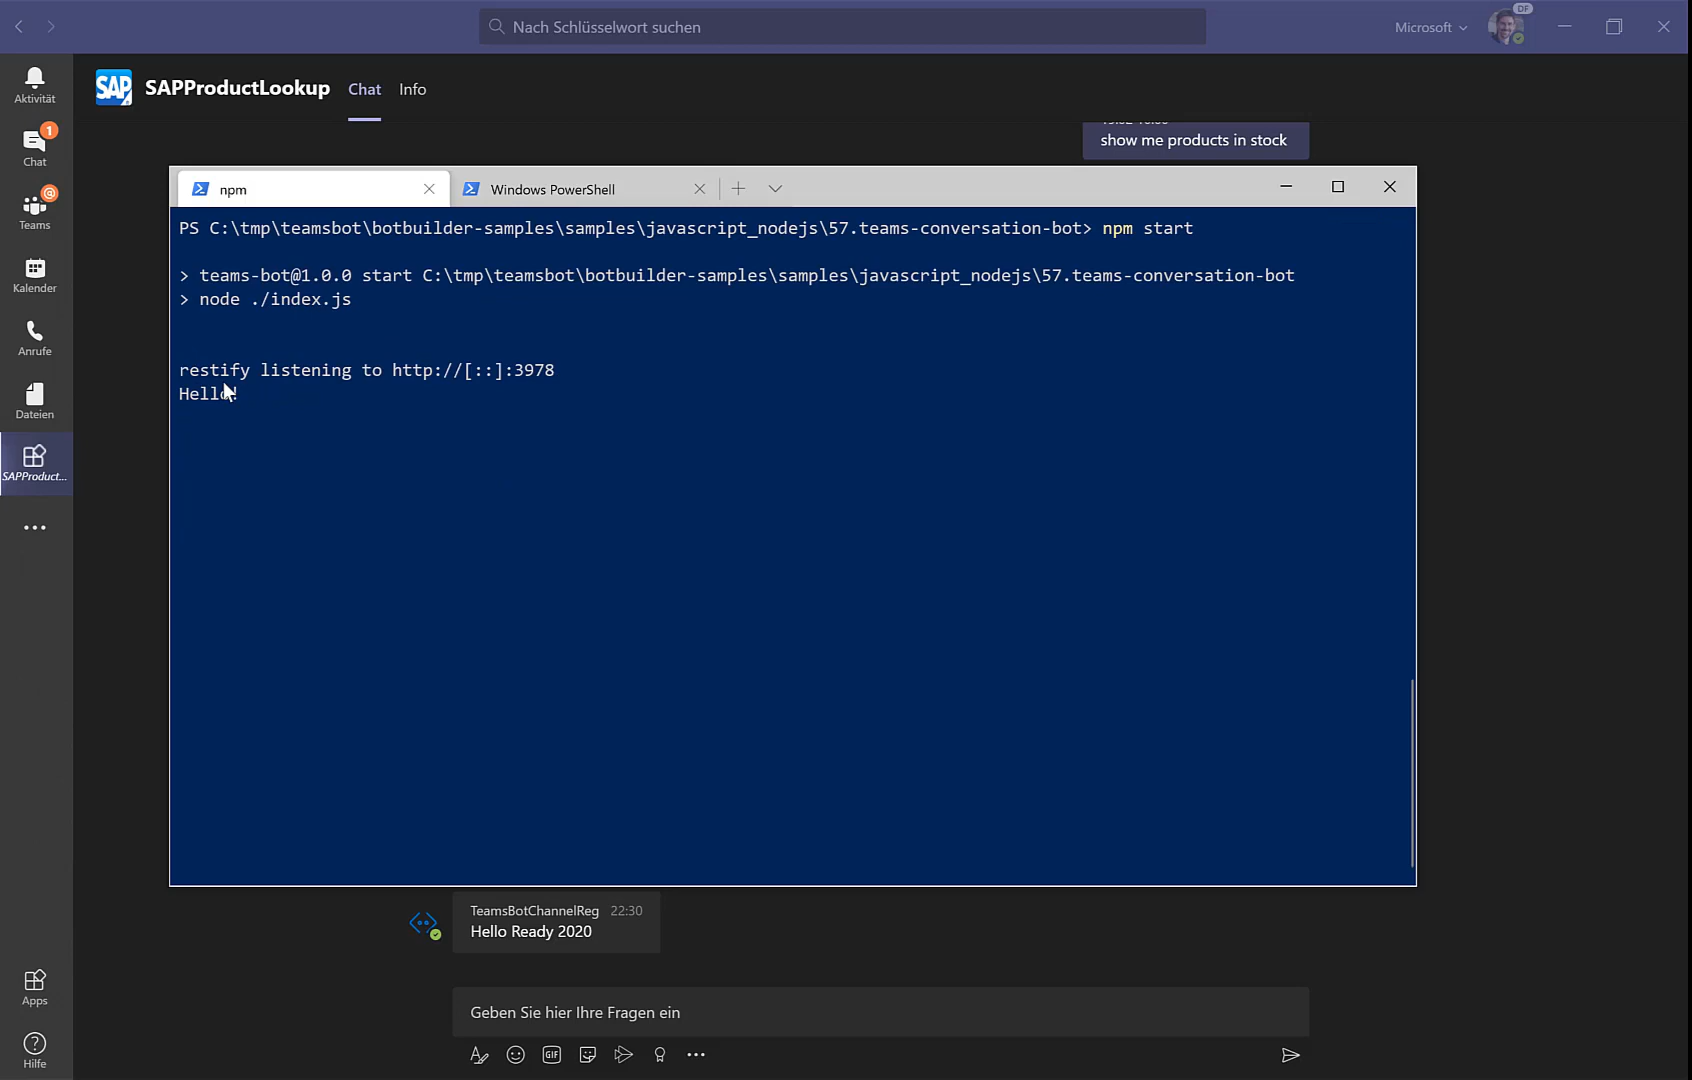 Nach Schlüsselwort suchen
Microsoft
DF
Aktivität
1
Chat
@
Teams
Kalender
Anrufe
Dateien
SAPProduct...
Apps
Hilfe
SAP
SAPProductLookup
Chat
Info
show me products in stock
npm
Windows PowerShell
PS C:\tmp\teamsbot\botbuilder-samples\samples\javascript_nodejs\57.teams-conversation-bot> npm start
> teams-bot@1.0.0 start C:\tmp\teamsbot\botbuilder-samples\samples\javascript_nodejs\57.teams-conversation-bot
> node ./index.js
restify listening to http://[::]:3978
Hello!
TeamsBotChannelReg 22:30
Hello Ready 2020
Geben Sie hier Ihre Fragen ein
GIF